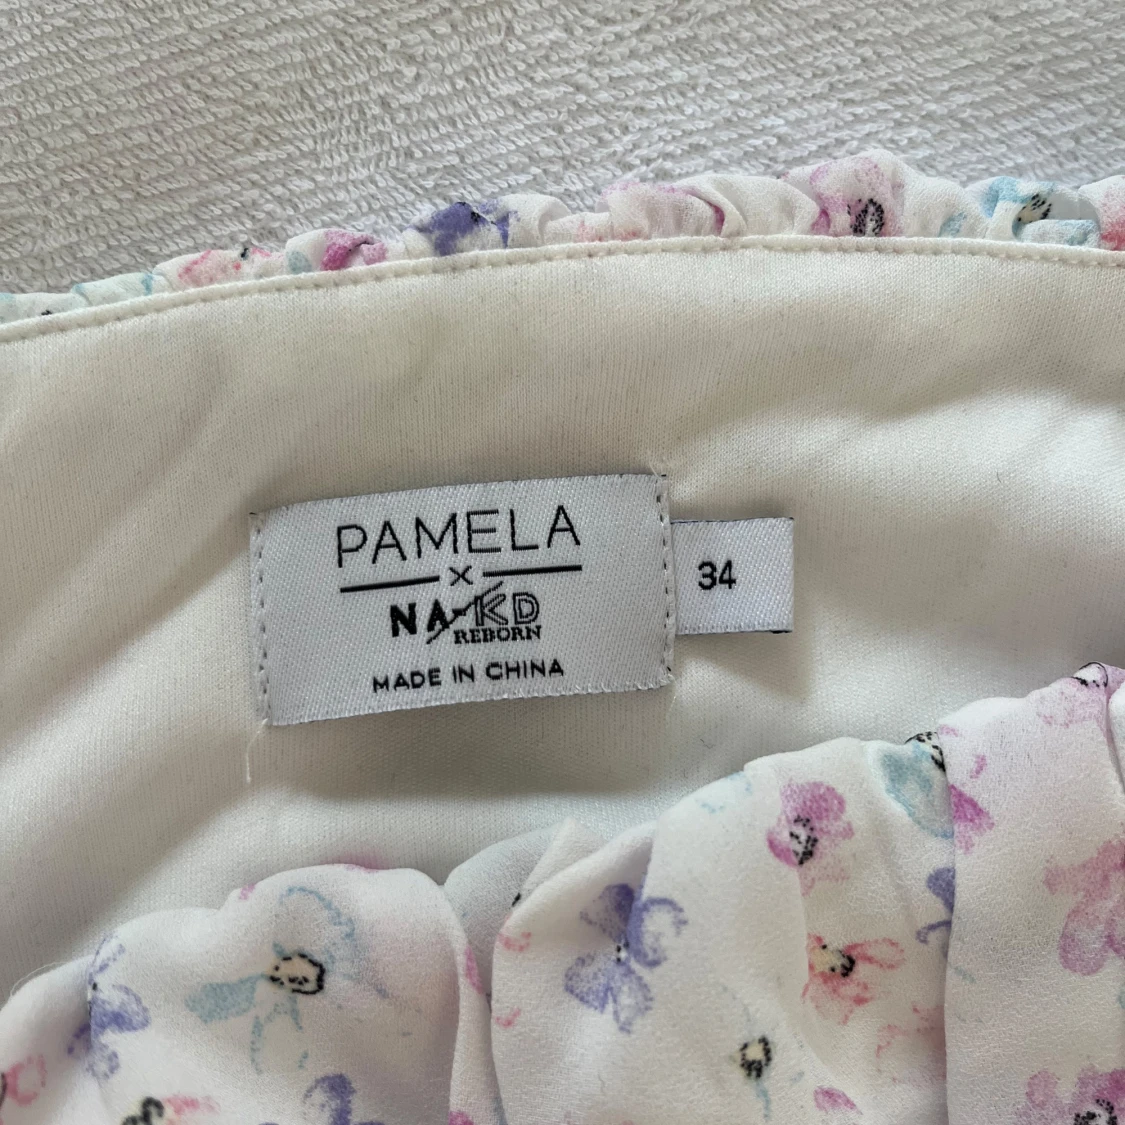 PAMELA
X
NA-KD
REBORN
MADE IN CHINA
34